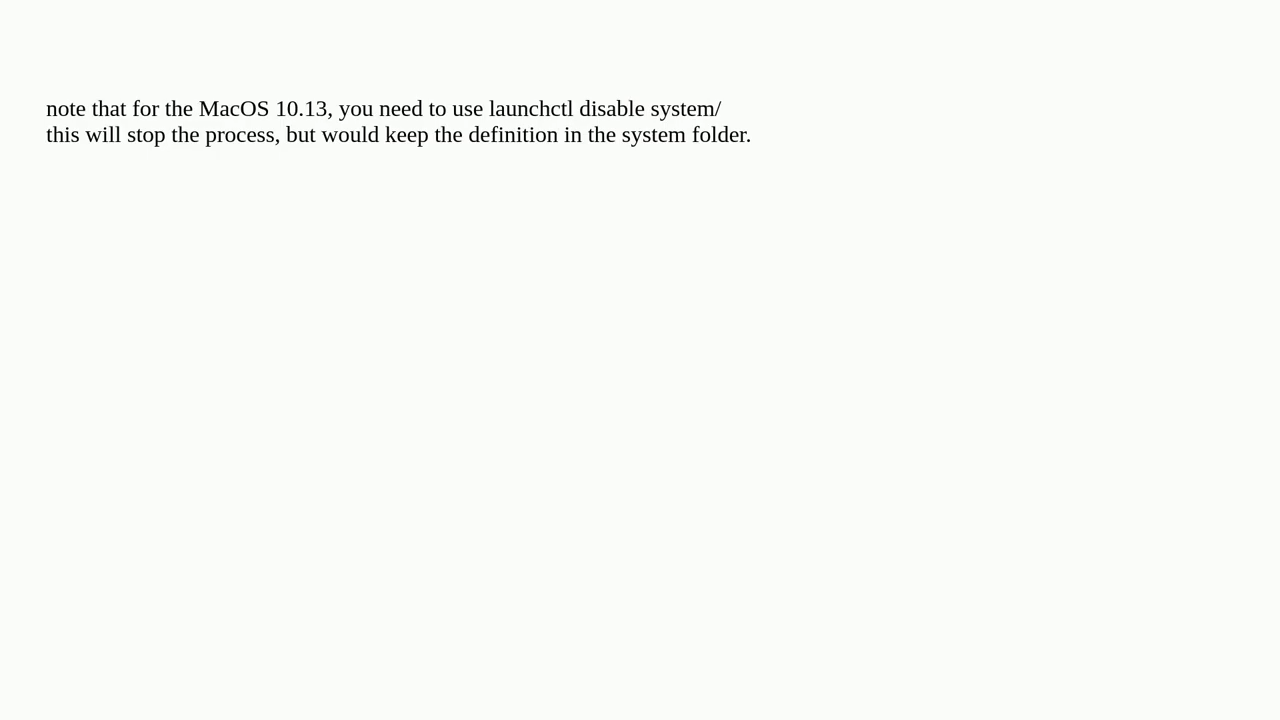 note that for the MacOS 10.13, you need to use launchctl disable system/
this will stop the process, but would keep the definition in the system folder.